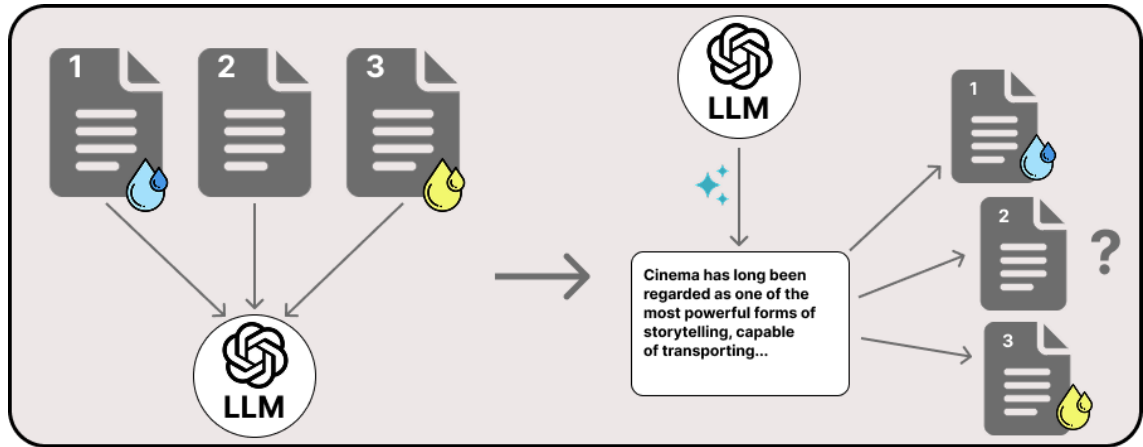 1
2
3
LLM
LLM
Cinema has long been
regarded as one of the
most powerful forms of
storytelling, capable
of transporting...
1
2
?
3